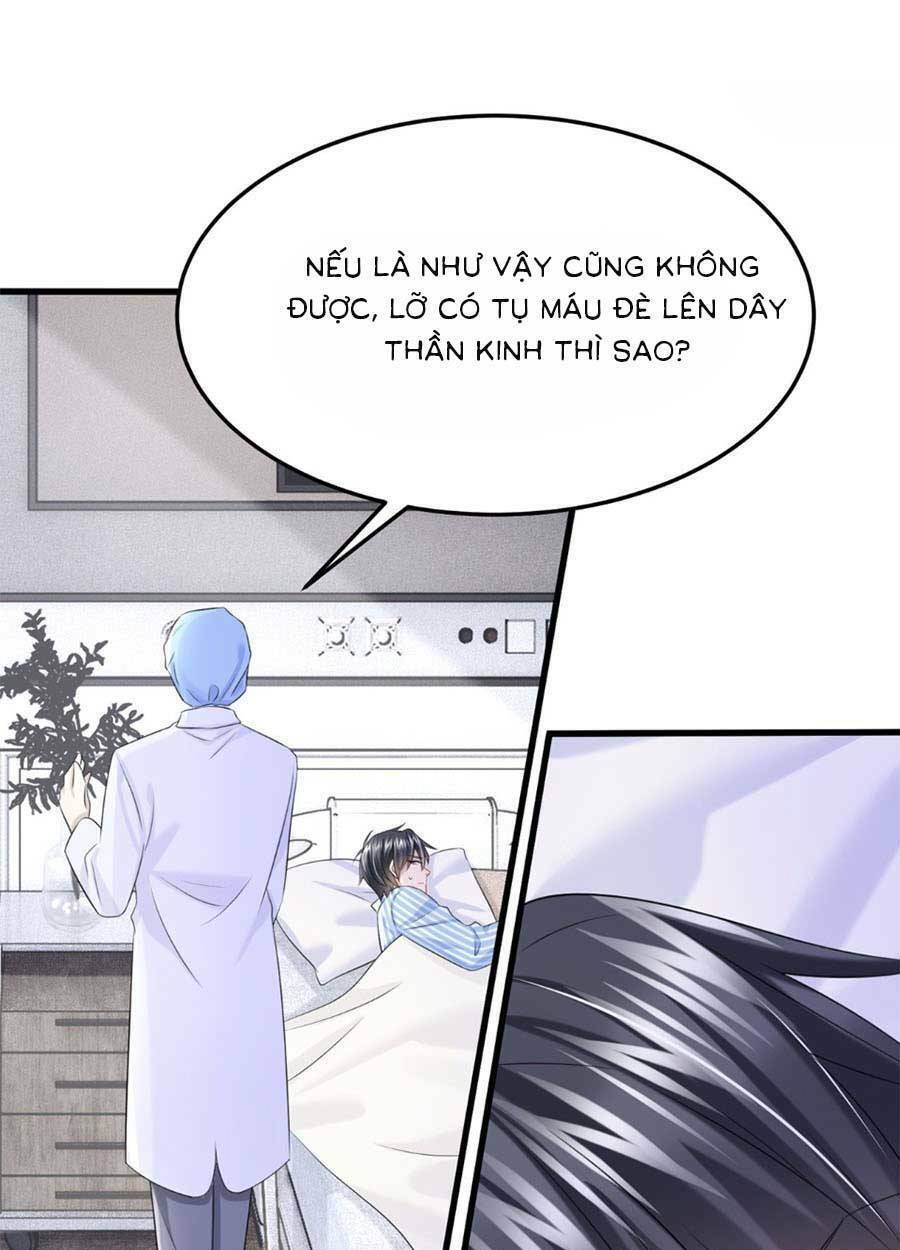 NẾU LÀ NHƯ VẬY CŨNG KHÔNG
ĐƯỢC, LỠ CÓ TỤ MÁU ĐÈ LÊN DÂY
THẦN KINH THÌ SAO?